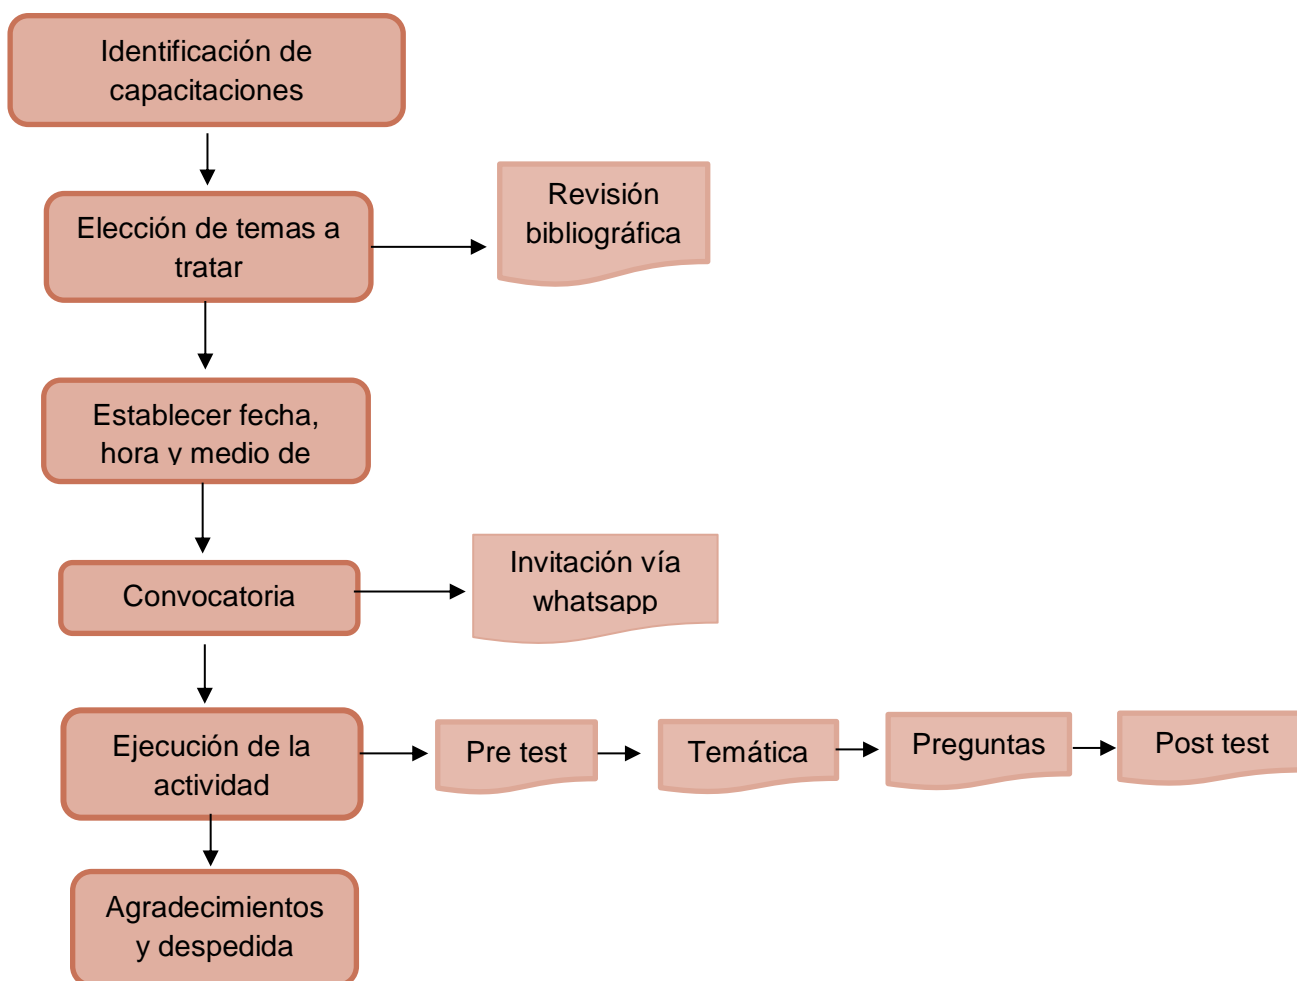 Identificación de
capacitaciones
Elección de temas a
tratar
Revisión
bibliográfica
Establecer fecha,
hora y medio de
Convocatoria
Invitación vía
whatsapp
Ejecución de la
actividad
Pre test
Temática
Preguntas
Post test
Agradecimientos
y despedida